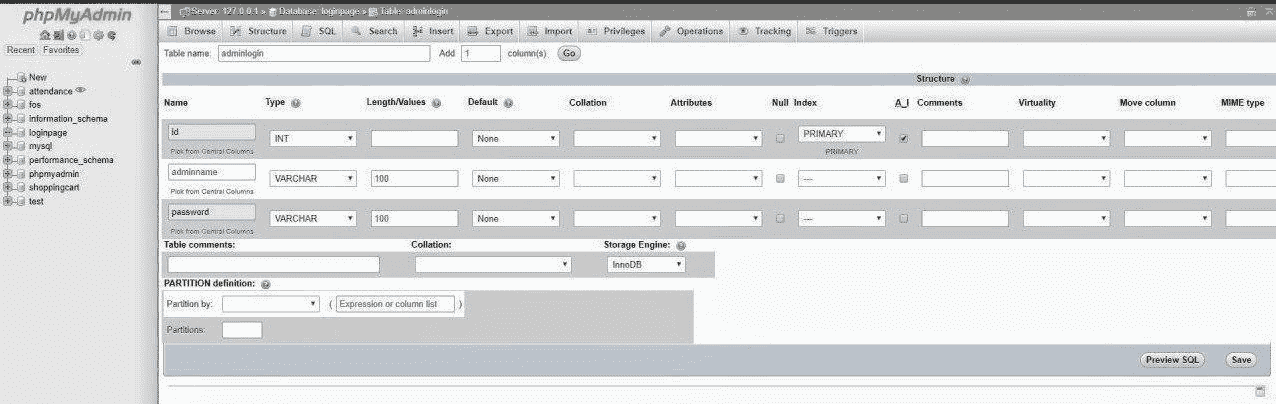 phpMyAdmin
Recent Favorites
New
attendance
fos
information_schema
loginpage
mysql
performance_schema
phpmyadmin
shoppingcart
test
Server: 127.0.0.1 » Database: loginpage » Table: adminlogin
Browse Structure SQL Search Insert Export Import Privileges Operations Tracking Triggers
Table name: adminlogin Add 1 column(s) Go
Structure
Name Type Length/Values Default Collation Attributes Null Index A_I Comments Virtuality Move column MIME type
id INT None PRIMARY
Pick from Central Columns PRIMARY
adminname VARCHAR 100 None ---
Pick from Central Columns
password VARCHAR 100 None ---
Pick from Central Columns
Table comments: Collation: Storage Engine:
InnoDB
PARTITION definition:
Partition by: ( Expression or column list )
Partitions:
Preview SQL Save